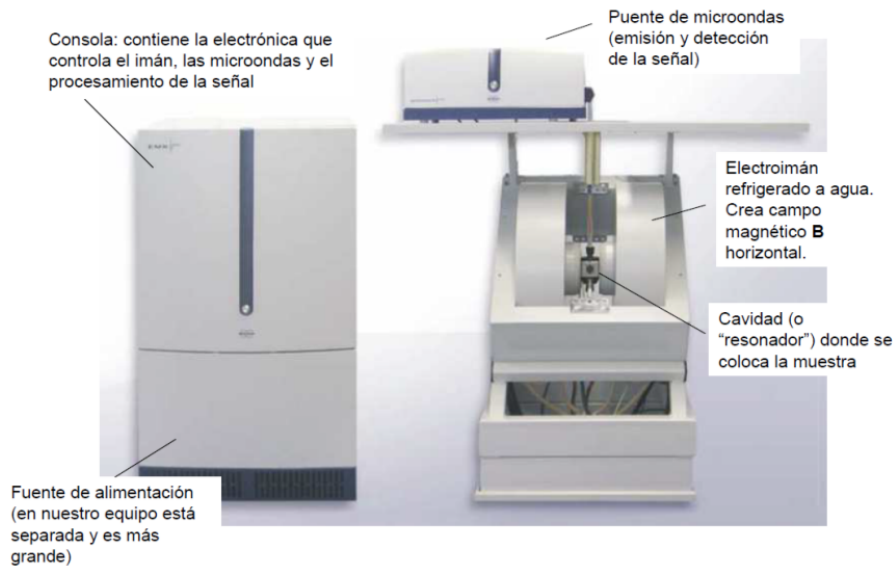 Consola: contiene la electrónica que
controla el imán, las microondas y el
procesamiento de la señal
Puente de microondas
(emisión y detección
de la señal)
Electroimán
refrigerado a agua.
Crea campo
magnético B
horizontal.
Cavidad (o
“resonador”) donde se
coloca la muestra
Fuente de alimentación
(en nuestro equipo está
separada y es más
grande)